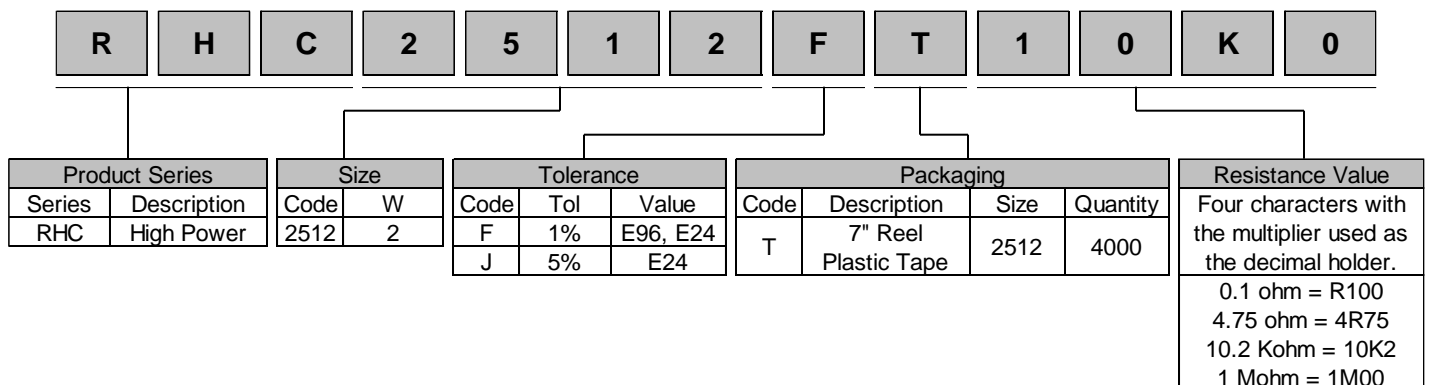 R H C 2 5 1 2 F T 1 0 K 0
Product Series
Series Description
RHC High Power
Size
Code W
2512 2
Tolerance
Code Tol Value
F 1% E96, E24
J 5% E24
Packaging
Code Description Size Quantity
T 7" Reel Plastic Tape 2512 4000
Resistance Value
Four characters with
the multiplier used as
the decimal holder.
0.1 ohm = R100
4.75 ohm = 4R75
10.2 Kohm = 10K2
1 Mohm = 1M00